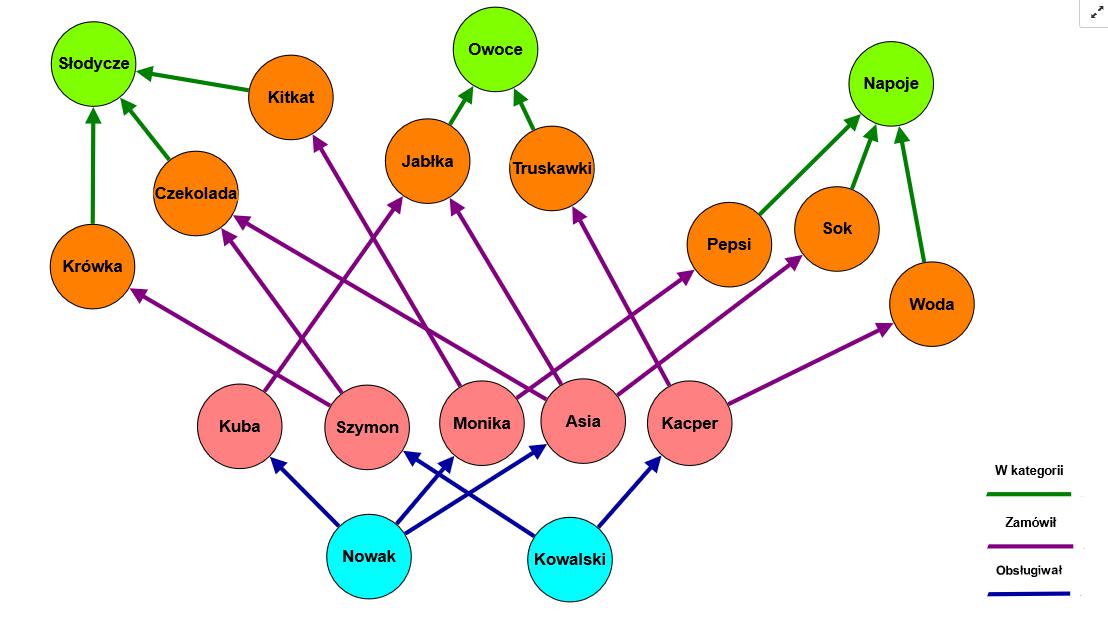 Słodycze
Owoce
Kitkat
Napoje
Jabłka
Truskawki
Czekolada
Sok
Pepsi
Krówka
Woda
Kuba
Szymon
Monika
Asia
Kacper
W kategorii
Zamówił
Nowak
Kowalski
Obsługiwał